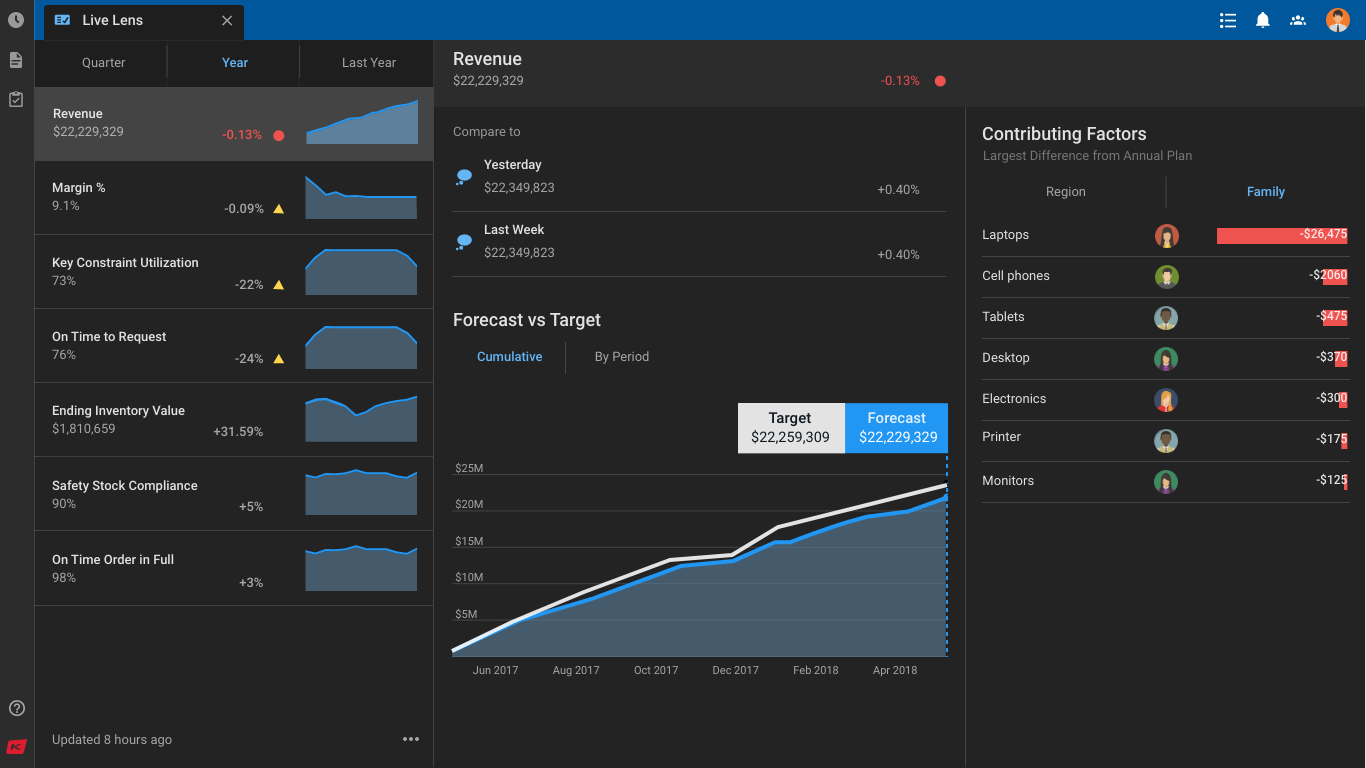 Live Lens
Quarter
Year
Last Year
Revenue
$22,229,329
-0.13%
Margin %
9.1%
-0.09%
Key Constraint Utilization
73%
-22%
On Time to Request
76%
-24%
Ending Inventory Value
$1,810,659
+31.59%
Safety Stock Compliance
90%
+5%
On Time Order in Full
98%
+3%
Updated 8 hours ago
Revenue
$22,229,329
-0.13%
Compare to
Yesterday
$22,349,823
+0.40%
Last Week
$22,349,823
+0.40%
Forecast vs Target
Cumulative
By Period
Target
$22,259,309
Forecast
$22,229,329
$25M
$20M
$15M
$10M
$5M
Jun 2017
Aug 2017
Oct 2017
Dec 2017
Feb 2018
Apr 2018
Contributing Factors
Largest Difference from Annual Plan
Region
Family
Laptops
-$26,475
Cell phones
-$2060
Tablets
-$475
Desktop
-$370
Electronics
-$300
Printer
-$175
Monitors
-$125